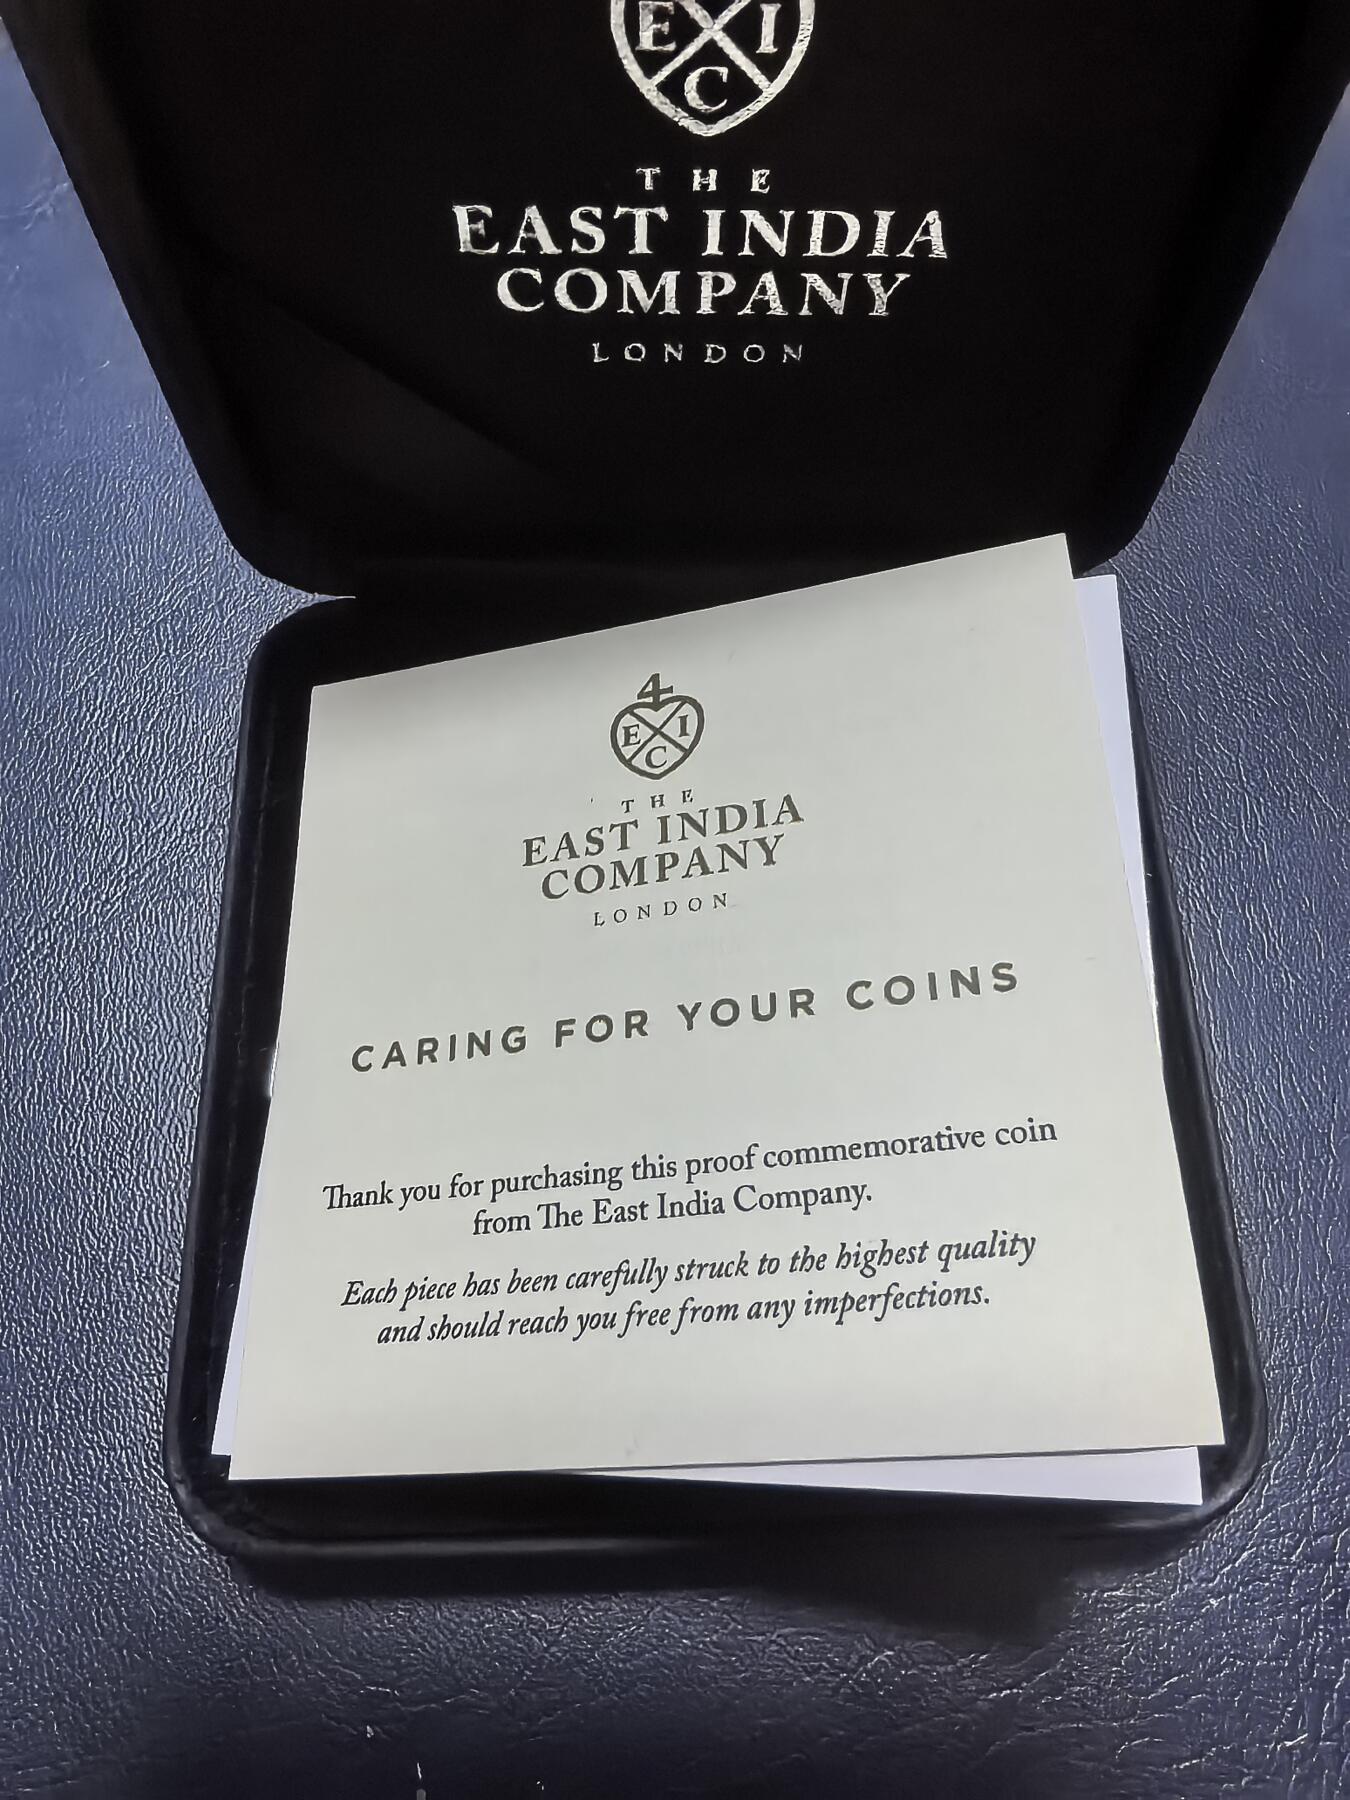 E I
C
THE
EAST INDIA
COMPANY
LONDON
4
E I
C
THE
EAST INDIA
COMPANY
LONDON
CARING FOR YOUR COINS
Thank you for purchasing this proof commemorative coin
from The East India Company.
Each piece has been carefully struck to the highest quality
and should reach you free from any imperfections.